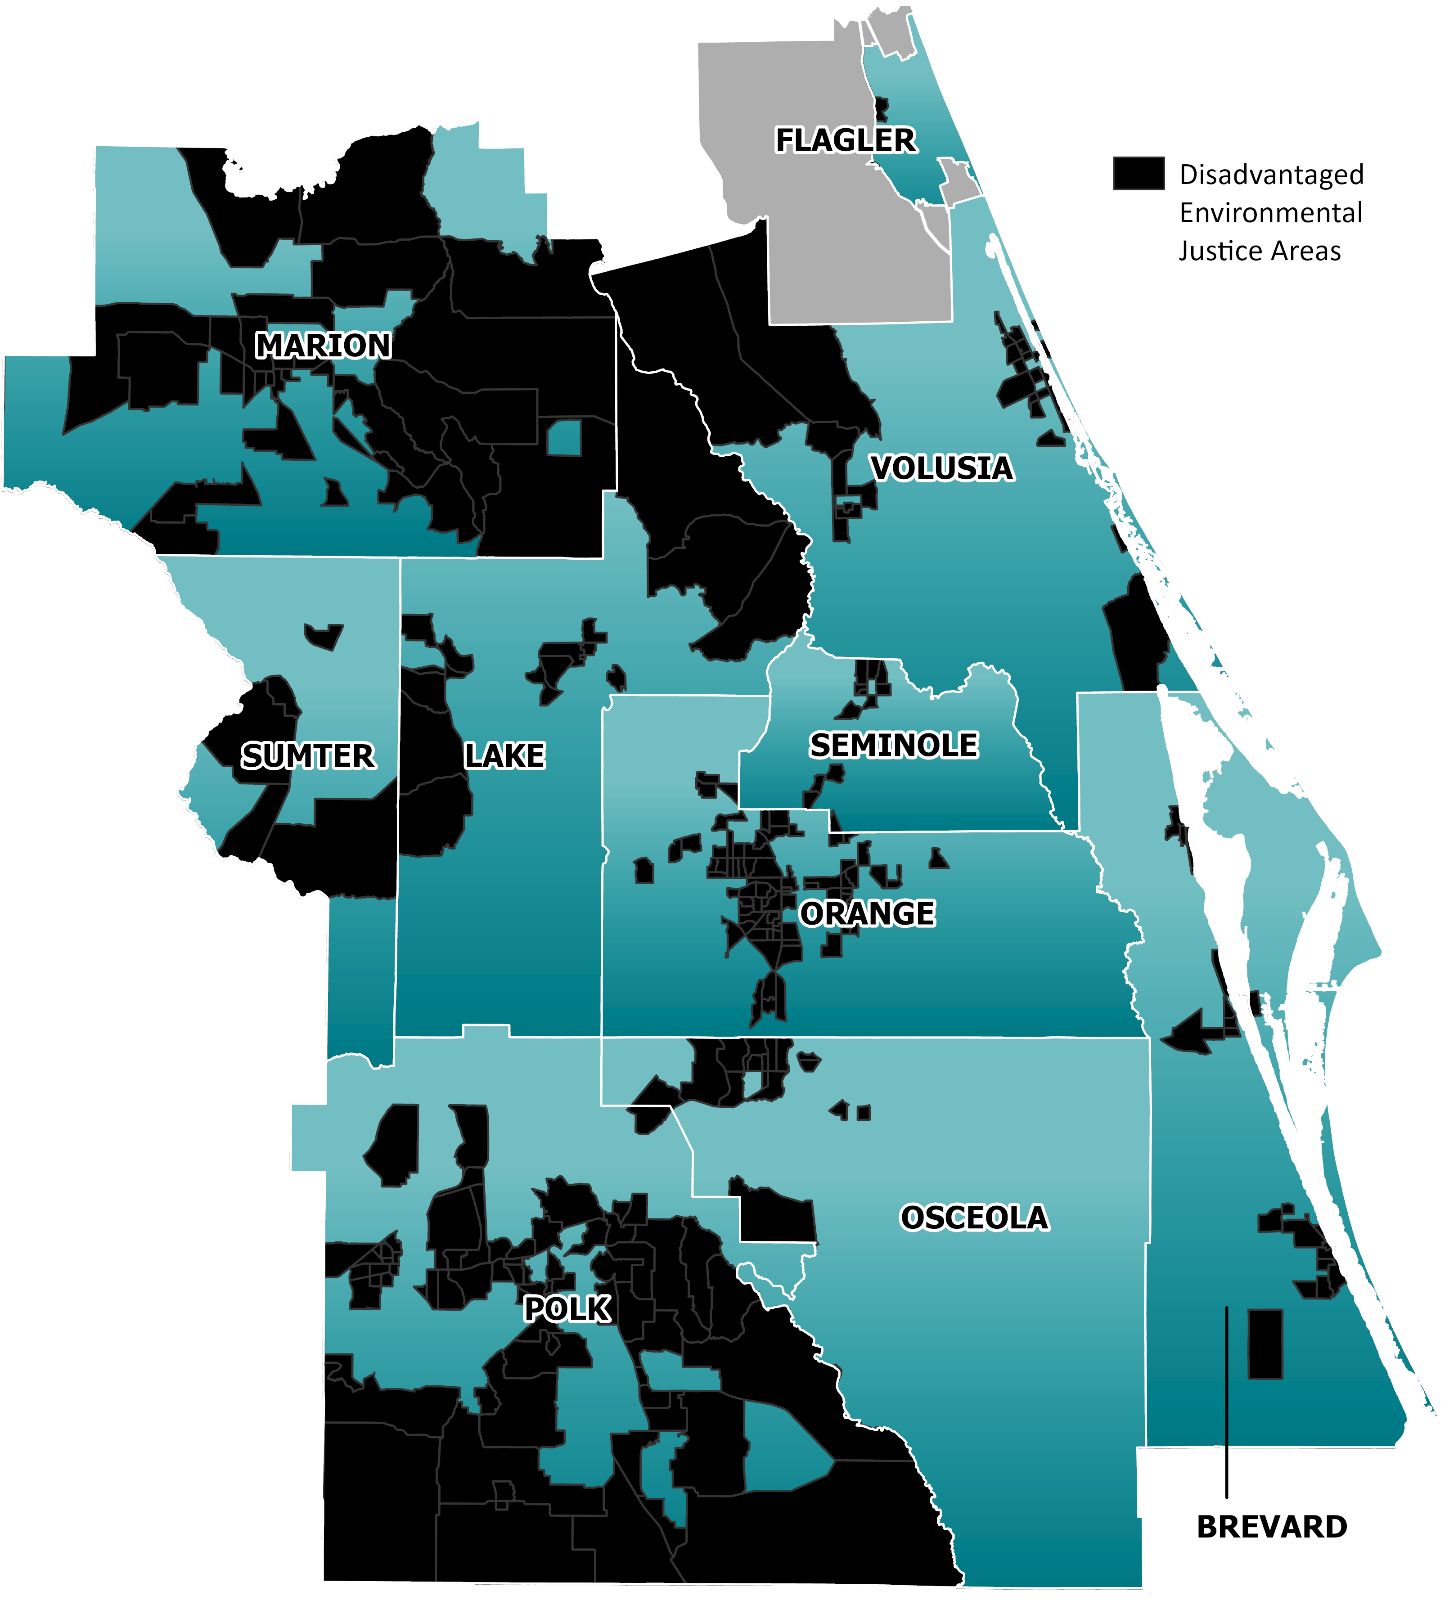 FLAGLER
Disadvantaged
Environmental
Justice Areas
MARION
VOLUSIA
SUMTER
LAKE
SEMINOLE
ORANGE
OSCEOLA
POLK
BREVARD